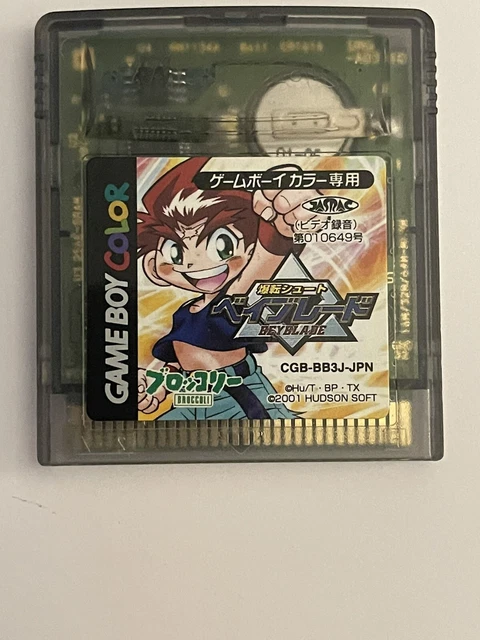 01-05
ゲームボーイカラー専用
JASRAC
(ビデオ録音)
第010649号
GAME BOY COLOR
爆転シュート
ベイブレード
BEYBLADE
CGB-BB3J-JPN
ブロッコリー
BROCCOLI
©Hu/T・BP・TX
©2001 HUDSON SOFT